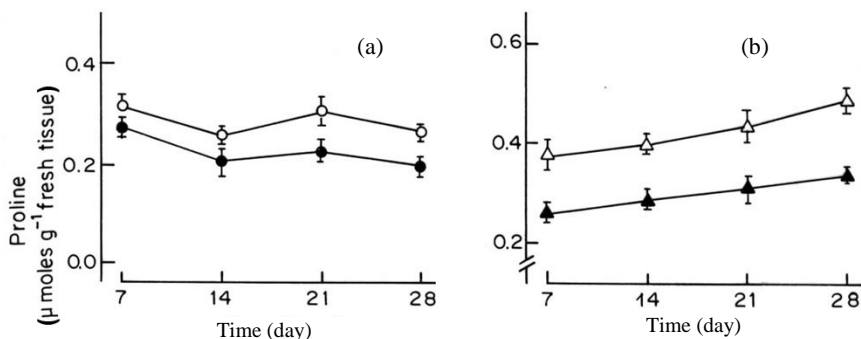 (a)
0.4
0.2
0.0
Proline
(μ moles g⁻¹ fresh tissue)
7 14 21 28
Time (day)
(b)
0.6
0.4
0.2
7 14 21 28
Time (day)